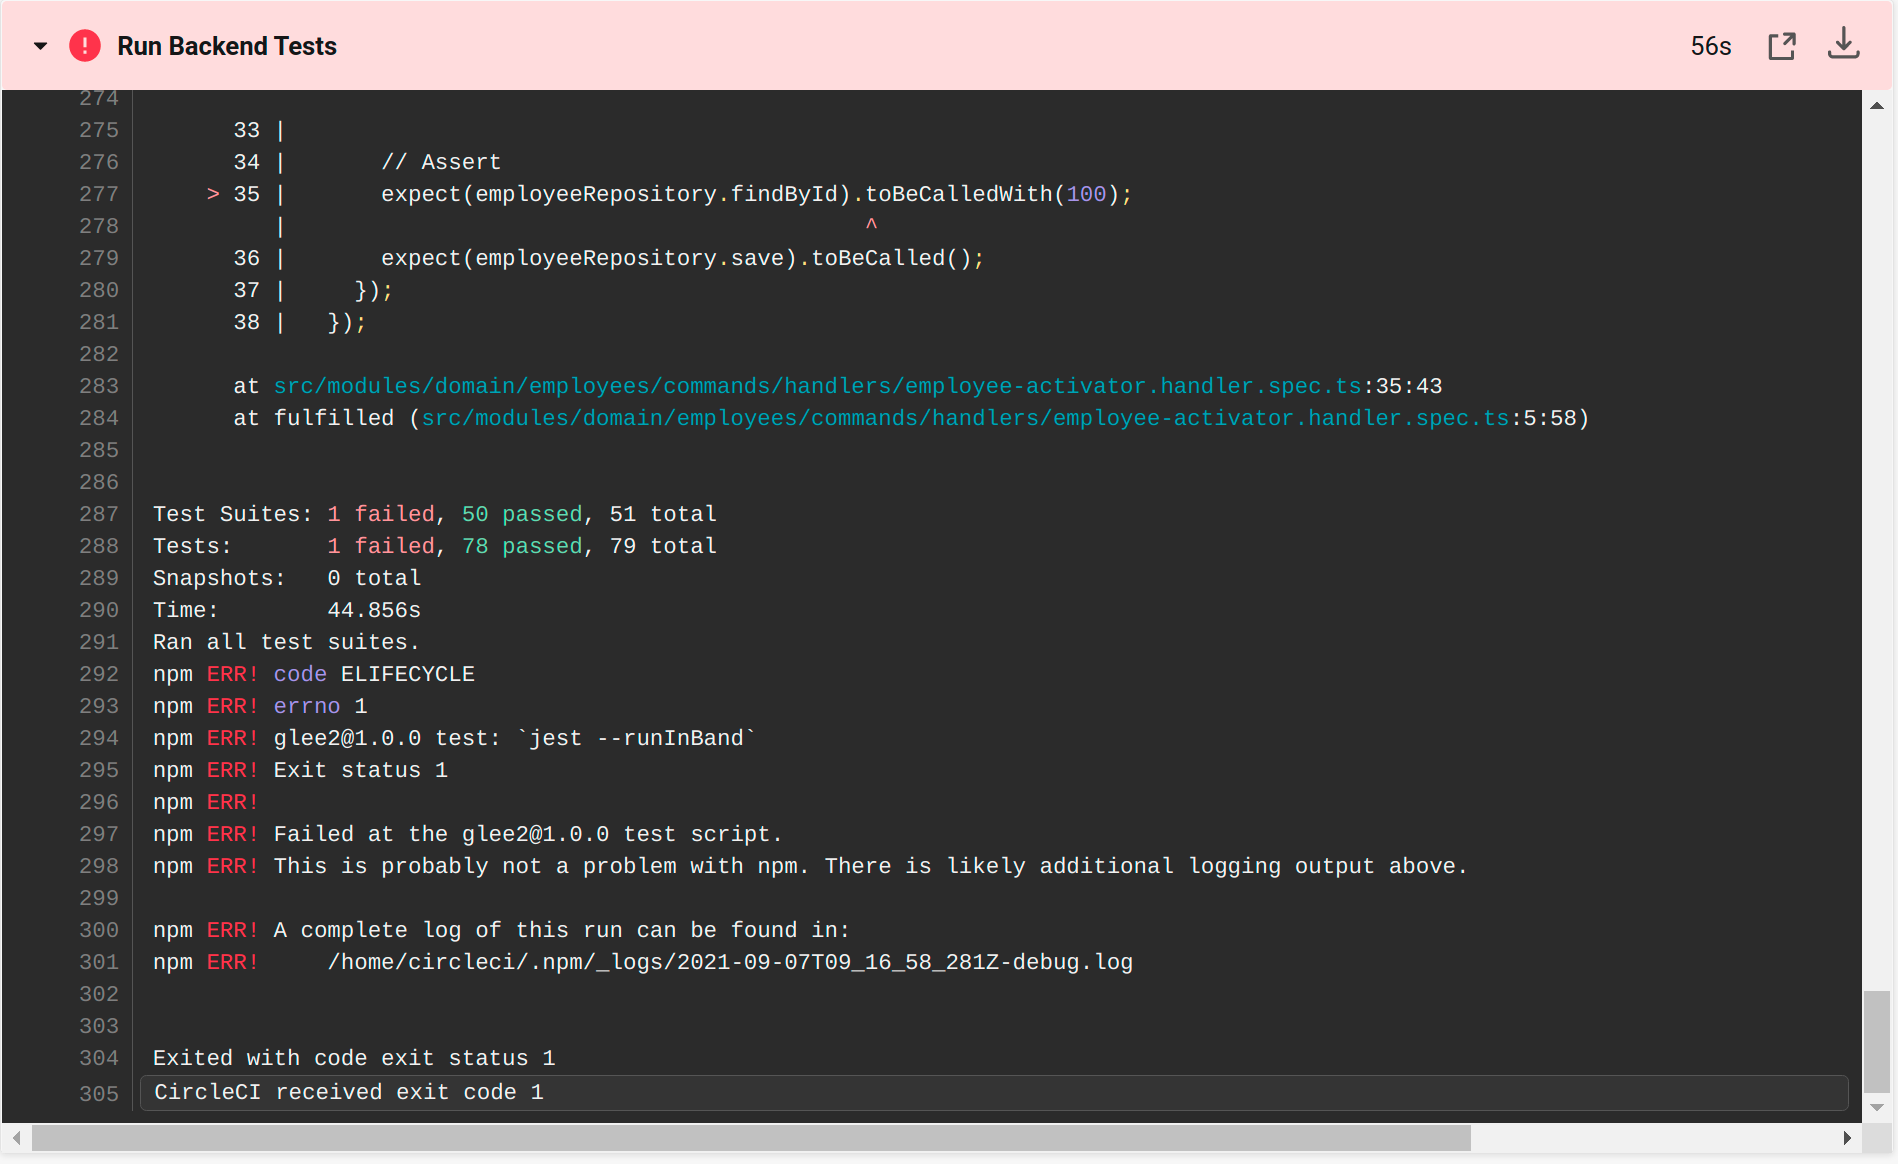 Run Backend Tests 56s
274
275 33 |
276 34 | // Assert
277 > 35 | expect(employeeRepository.findById).toBeCalledWith(100);
278 | ^
279 36 | expect(employeeRepository.save).toBeCalled();
280 37 | });
281 38 | });
282
283 at src/modules/domain/employees/commands/handlers/employee-activator.handler.spec.ts:35:43
284 at fulfilled (src/modules/domain/employees/commands/handlers/employee-activator.handler.spec.ts:5:58)
285
286
287 Test Suites: 1 failed, 50 passed, 51 total
288 Tests: 1 failed, 78 passed, 79 total
289 Snapshots: 0 total
290 Time: 44.856s
291 Ran all test suites.
292 npm ERR! code ELIFECYCLE
293 npm ERR! errno 1
294 npm ERR! glee2@1.0.0 test: `jest --runInBand`
295 npm ERR! Exit status 1
296 npm ERR!
297 npm ERR! Failed at the glee2@1.0.0 test script.
298 npm ERR! This is probably not a problem with npm. There is likely additional logging output above.
299
300 npm ERR! A complete log of this run can be found in:
301 npm ERR! /home/circleci/.npm/_logs/2021-09-07T09_16_58_281Z-debug.log
302
303
304 Exited with code exit status 1
305 CircleCI received exit code 1